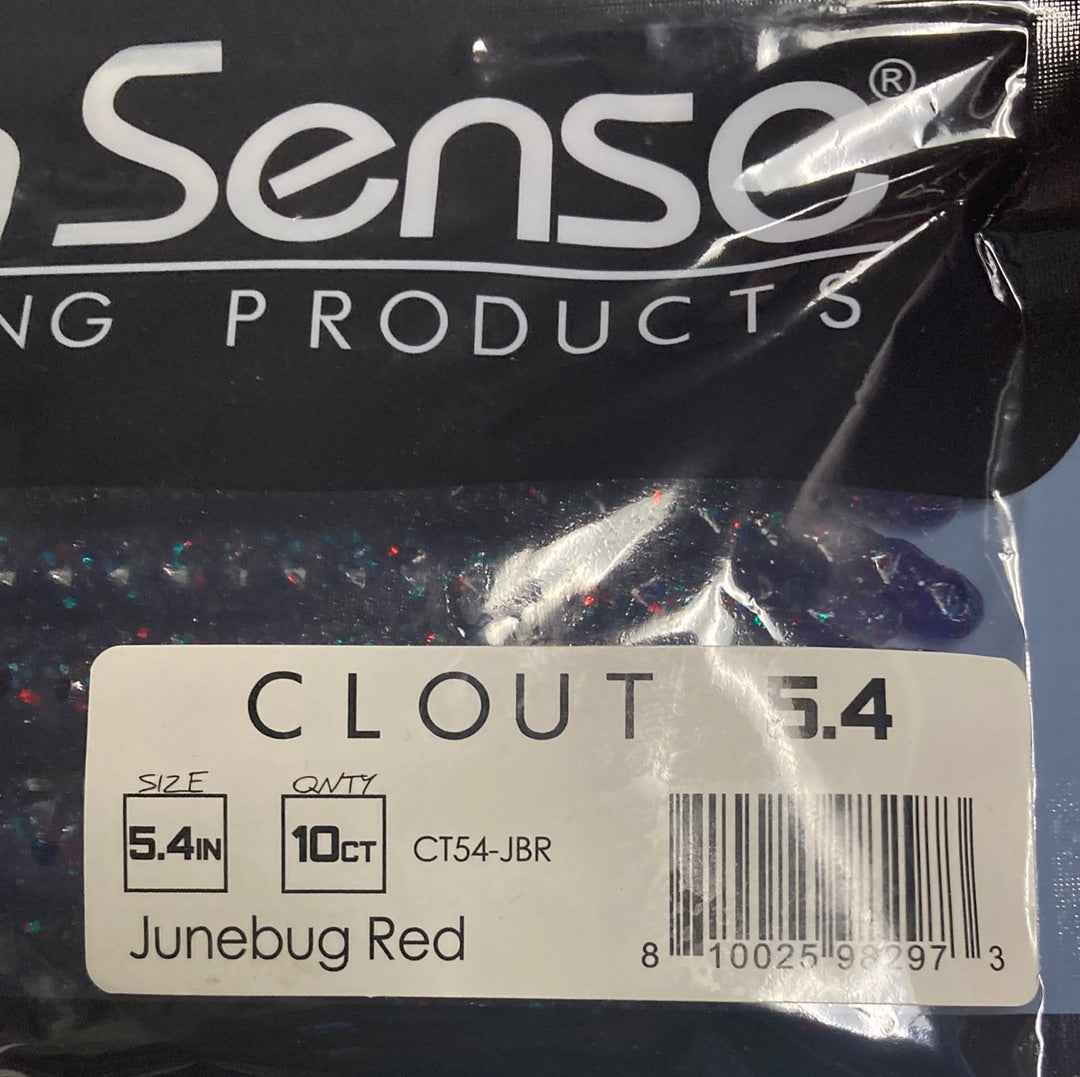 Sense®
NG PRODUCTS
CLOUT 5.4
SIZE QNTY
5.4IN 10CT CT54-JBR
Junebug Red
8 10025 98297 3